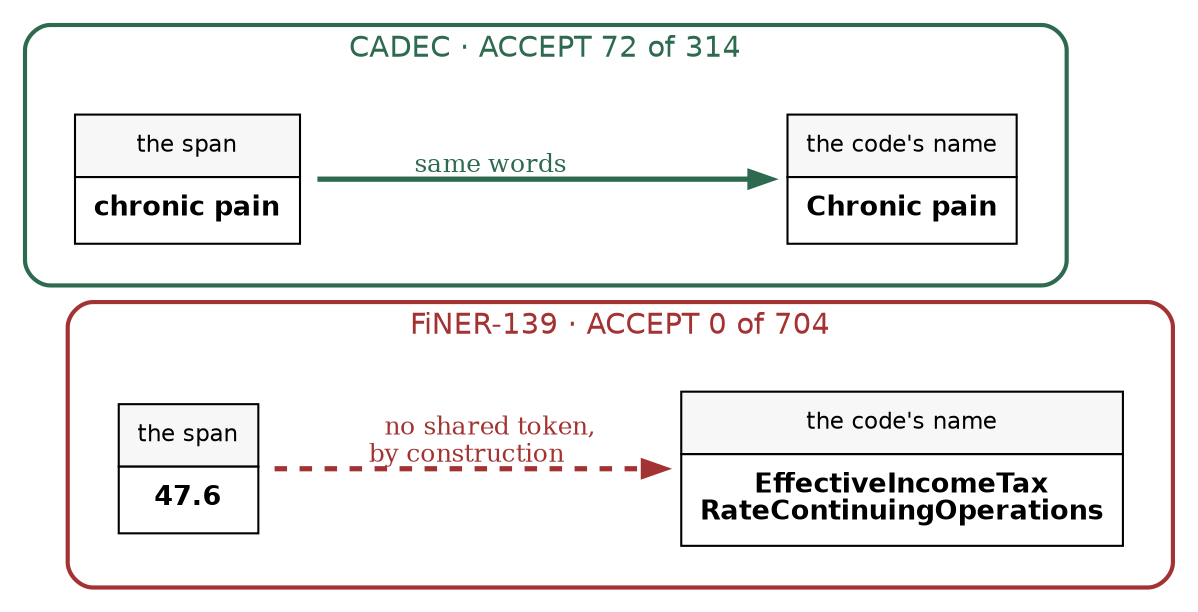 CADEC · ACCEPT 72 of 314
the span
chronic pain
same words
the code's name
Chronic pain
FiNER-139 · ACCEPT 0 of 704
the span
47.6
no shared token,
by construction
the code's name
EffectiveIncomeTax
RateContinuingOperations